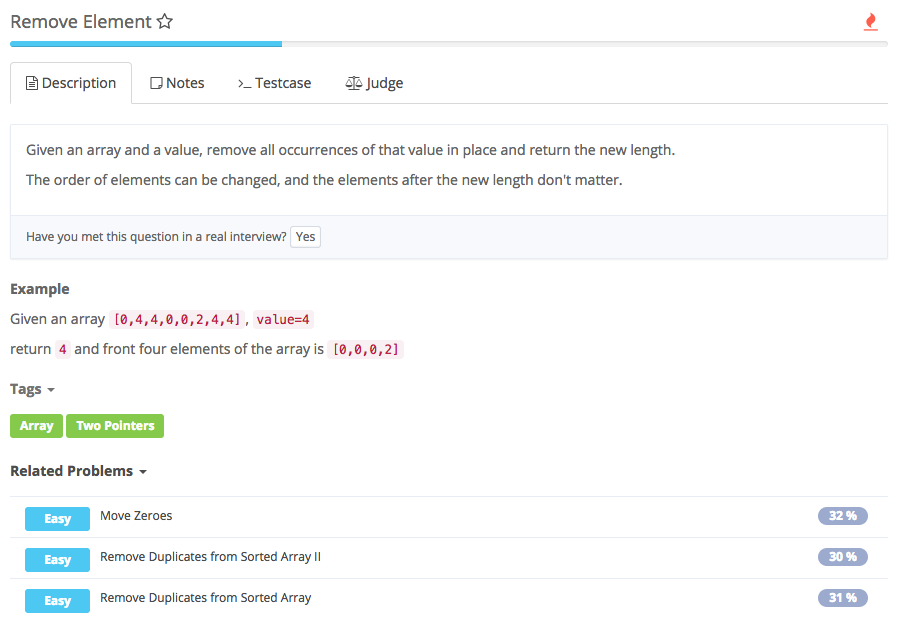 Remove Element
Description Notes >_ Testcase Judge
Given an array and a value, remove all occurrences of that value in place and return the new length.
The order of elements can be changed, and the elements after the new length don't matter.
Have you met this question in a real interview? Yes
Example
Given an array [0,4,4,0,0,2,4,4] , value=4
return 4 and front four elements of the array is [0,0,0,2]
Tags
Array Two Pointers
Related Problems
Easy Move Zeroes 32 %
Easy Remove Duplicates from Sorted Array II 30 %
Easy Remove Duplicates from Sorted Array 31 %